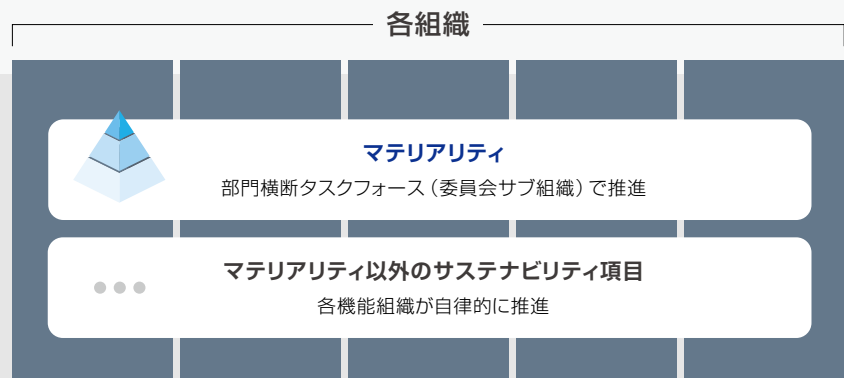 各組織
マテリアリティ
部門横断タスクフォース（委員会サブ組織）で推進
マテリアリティ以外のサステナビリティ項目
各機能組織が自律的に推進